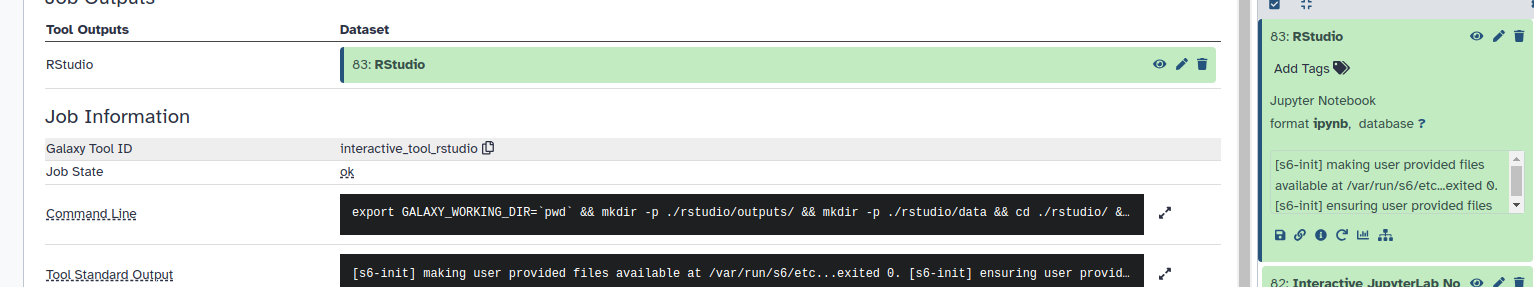 Job Outputs
Tool Outputs
Dataset
RStudio
83: RStudio
Job Information
Galaxy Tool ID
interactive_tool_rstudio
Job State
ok
Command Line
export GALAXY_WORKING_DIR=`pwd` && mkdir -p ./rstudio/outputs/ && mkdir -p ./rstudio/data && cd ./rstudio/ &…
Tool Standard Output
[s6-init] making user provided files available at /var/run/s6/etc...exited 0. [s6-init] ensuring user provid…
83: RStudio
Add Tags
Jupyter Notebook
format ipynb, database ?
[s6-init] making user provided files
available at /var/run/s6/etc...exited 0.
[s6-init] ensuring user provided files
82: Interactive JupyterLab No